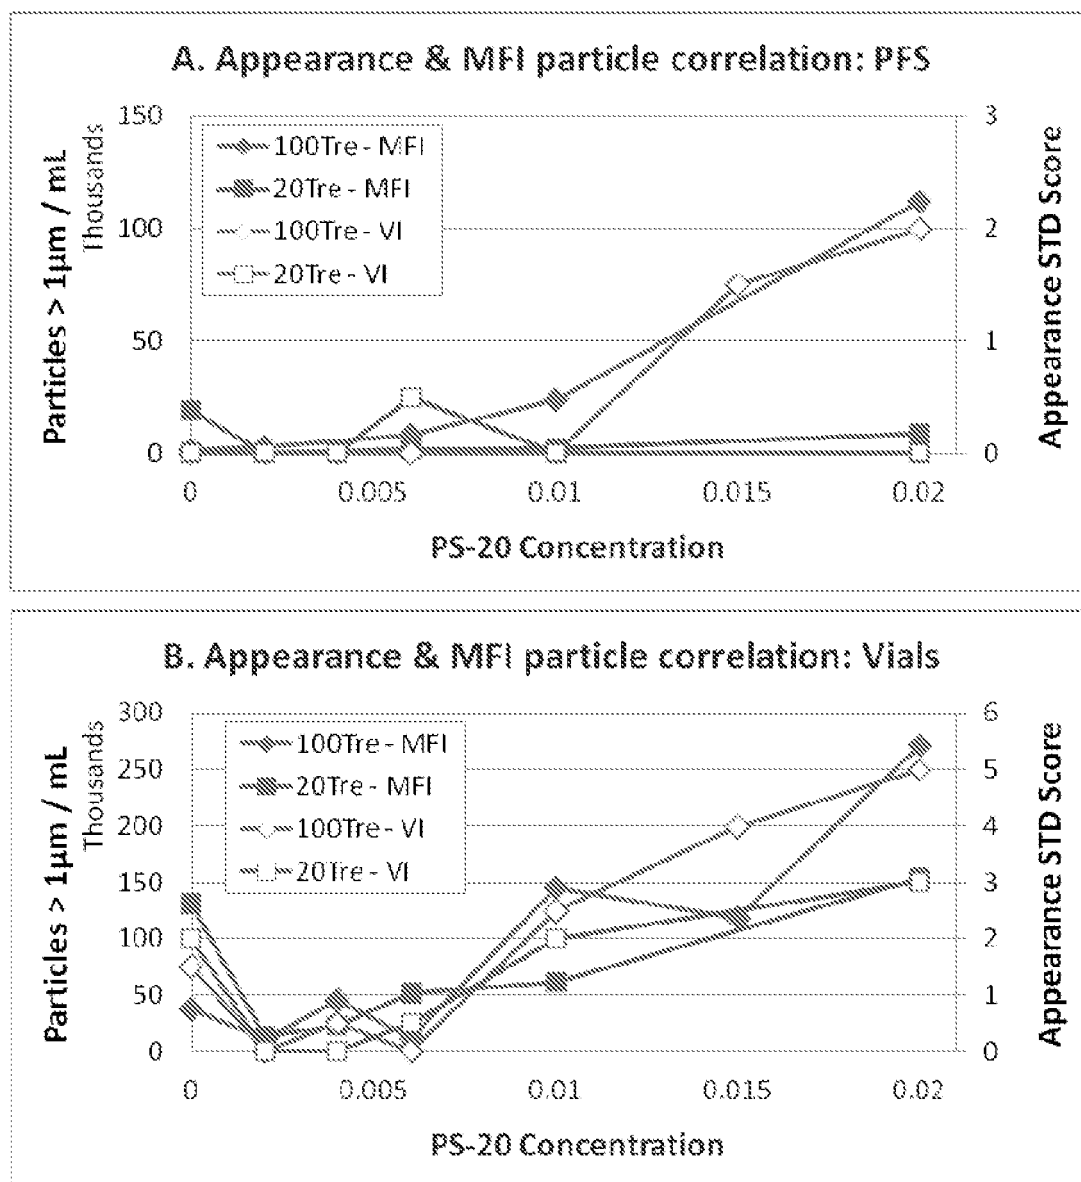 A. Appearance & MFI particle correlation: PFS
Particles > 1µm / mL
Thousands
150
100
50
0
100Tre - MFI
20Tre - MFI
100Tre - VI
20Tre - VI
3
2
1
0
Appearance STD Score
0 0.005 0.01 0.015 0.02
PS-20 Concentration
B. Appearance & MFI particle correlation: Vials
Particles > 1µm / mL
Thousands
300
250
200
150
100
50
0
100Tre - MFI
20Tre - MFI
100Tre - VI
20Tre - VI
6
5
4
3
2
1
0
Appearance STD Score
0 0.005 0.01 0.015 0.02
PS-20 Concentration